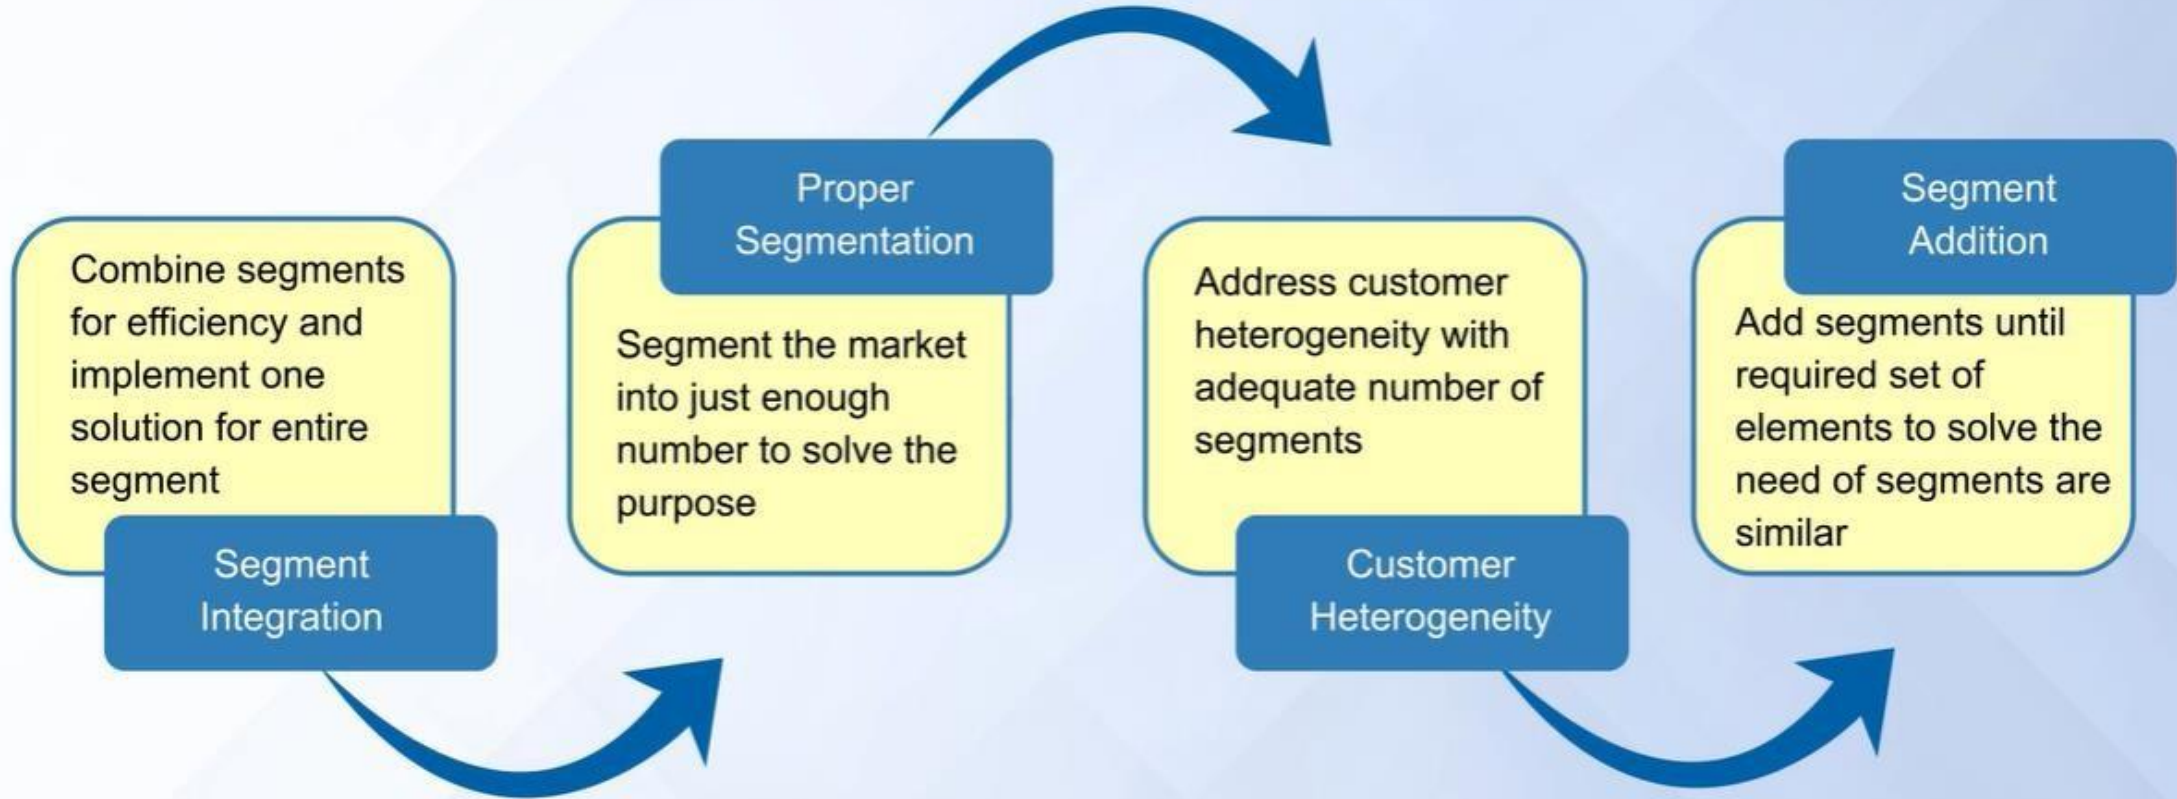 Combine segments
for efficiency and
implement one
solution for entire
segment
Segment
Integration
Proper
Segmentation
Segment the market
into just enough
number to solve the
purpose
Address customer
heterogeneity with
adequate number of
segments
Customer
Heterogeneity
Segment
Addition
Add segments until
required set of
elements to solve the
need of segments are
similar